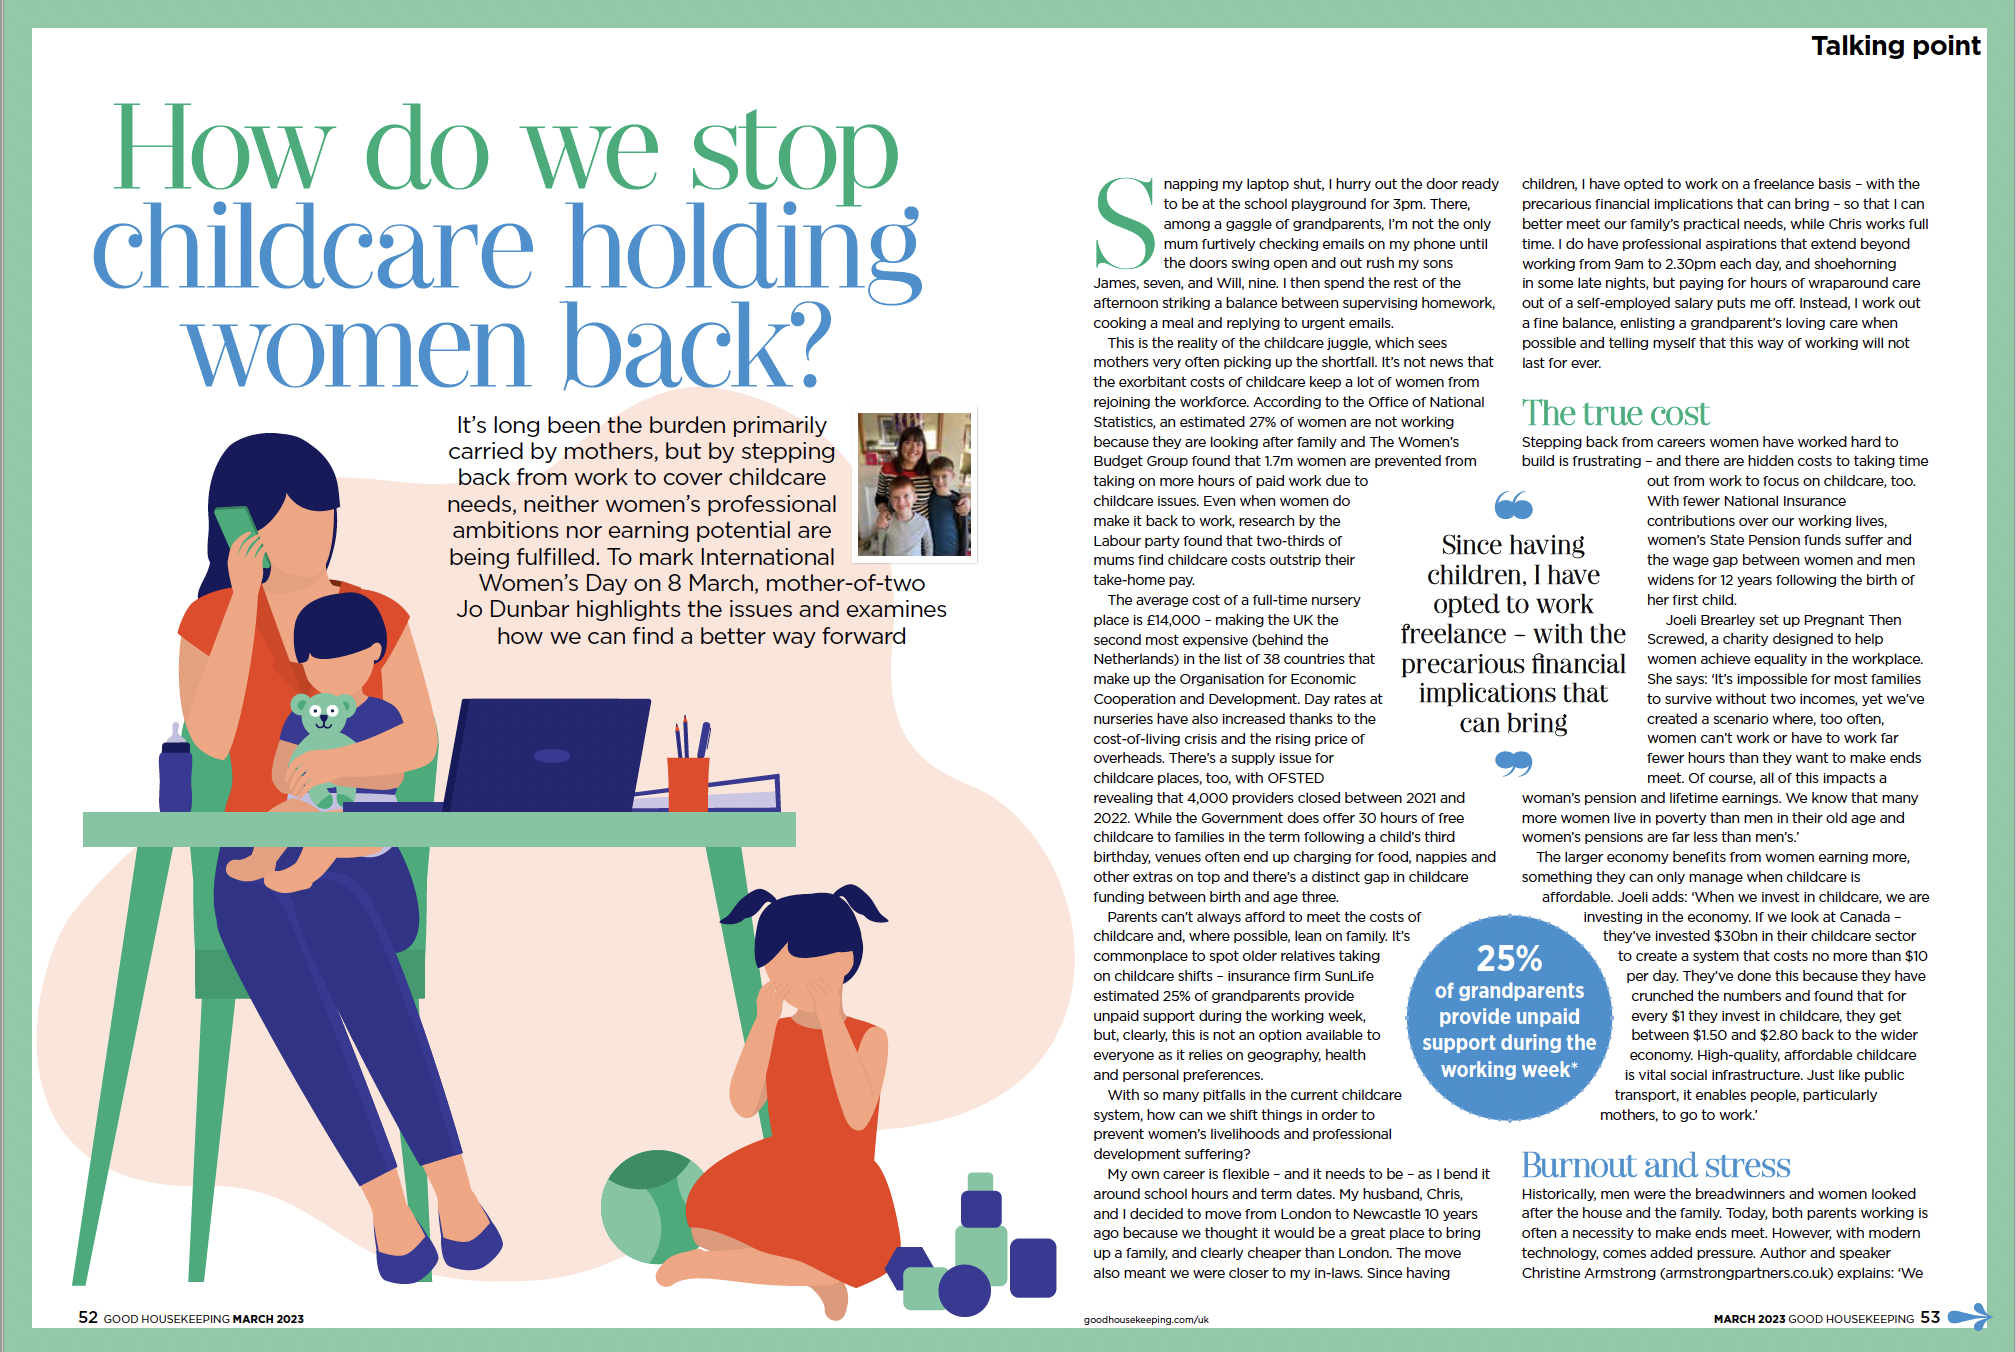 Talking point
How do we stop
childcare holding
women back?
It's long been the burden primarily
carried by mothers, but by stepping
back from work to cover childcare
needs, neither women's professional
ambitions nor earning potential are
being fulfilled. To mark International
Women's Day on 8 March, mother-of-two
Jo Dunbar highlights the issues and examines
how we can find a better way forward
Snapping my laptop shut, I hurry out the door ready
to be at the school playground for 3pm. There,
among a gaggle of grandparents, I'm not the only
mum furtively checking emails on my phone until
the doors swing open and out rush my sons
James, seven, and Will, nine. I then spend the rest of the
afternoon striking a balance between supervising homework,
cooking a meal and replying to urgent emails.
This is the reality of the childcare juggle, which sees
mothers very often picking up the shortfall. It's not news that
the exorbitant costs of childcare keep a lot of women from
rejoining the workforce. According to the Office of National
Statistics, an estimated 27% of women are not working
because they are looking after family and The Women's
Budget Group found that 1.7m women are prevented from
taking on more hours of paid work due to
childcare issues. Even when women do
make it back to work, research by the
Labour party found that two-thirds of
mums find childcare costs outstrip their
take-home pay.
The average cost of a full-time nursery
place is £14,000 – making the UK the
second most expensive (behind the
Netherlands) in the list of 38 countries that
make up the Organisation for Economic
Cooperation and Development. Day rates at
nurseries have also increased thanks to the
cost-of-living crisis and the rising price of
overheads. There's a supply issue for
childcare places, too, with OFSTED
revealing that 4,000 providers closed between 2021 and
2022. While the Government does offer 30 hours of free
childcare to families in the term following a child's third
birthday, venues often end up charging for food, nappies and
other extras on top and there's a distinct gap in childcare
funding between birth and age three.
Parents can't always afford to meet the costs of
childcare and, where possible, lean on family. It's
commonplace to spot older relatives taking
on childcare shifts – insurance firm SunLife
estimated 25% of grandparents provide
unpaid support during the working week,
but, clearly, this is not an option available to
everyone as it relies on geography, health
and personal preferences.
With so many pitfalls in the current childcare
system, how can we shift things in order to
prevent women's livelihoods and professional
development suffering?
My own career is flexible – and it needs to be – as I bend it
around school hours and term dates. My husband, Chris,
and I decided to move from London to Newcastle 10 years
ago because we thought it would be a great place to bring
up a family, and clearly cheaper than London. The move
also meant we were closer to my in-laws. Since having
children, I have opted to work on a freelance basis – with the
precarious financial implications that can bring – so that I can
better meet our family's practical needs, while Chris works full
time. I do have professional aspirations that extend beyond
working from 9am to 2.30pm each day, and shoehorning
in some late nights, but paying for hours of wraparound care
out of a self-employed salary puts me off. Instead, I work out
a fine balance, enlisting a grandparent's loving care when
possible and telling myself that this way of working will not
last for ever.
The true cost
Stepping back from careers women have worked hard to
build is frustrating – and there are hidden costs to taking time
out from work to focus on childcare, too.
With fewer National Insurance
contributions over our working lives,
women's State Pension funds suffer and
the wage gap between women and men
widens for 12 years following the birth of
her first child.
Joeli Brearley set up Pregnant Then
Screwed, a charity designed to help
women achieve equality in the workplace.
She says: 'It's impossible for most families
to survive without two incomes, yet we've
created a scenario where, too often,
women can't work or have to work far
fewer hours than they want to make ends
meet. Of course, all of this impacts a
woman's pension and lifetime earnings. We know that many
more women live in poverty than men in their old age and
women's pensions are far less than men's.'
The larger economy benefits from women earning more,
something they can only manage when childcare is
affordable. Joeli adds: 'When we invest in childcare, we are
investing in the economy. If we look at Canada –
they've invested $30bn in their childcare sector
to create a system that costs no more than $10
per day. They've done this because they have
crunched the numbers and found that for
every $1 they invest in childcare, they get
between $1.50 and $2.80 back to the wider
economy. High-quality, affordable childcare
is vital social infrastructure. Just like public
transport, it enables people, particularly
mothers, to go to work.'
Burnout and stress
Historically, men were the breadwinners and women looked
after the house and the family. Today, both parents working is
often a necessity to make ends meet. However, with modern
technology, comes added pressure. Author and speaker
Christine Armstrong (armstrongpartners.co.uk) explains: 'We
“
Since having
children, I have
opted to work
freelance – with the
precarious financial
implications that
can bring
”
25%
of grandparents
provide unpaid
support during the
working week*
52 GOOD HOUSEKEEPING MARCH 2023
goodhousekeeping.com/uk
MARCH 2023 GOOD HOUSEKEEPING 53